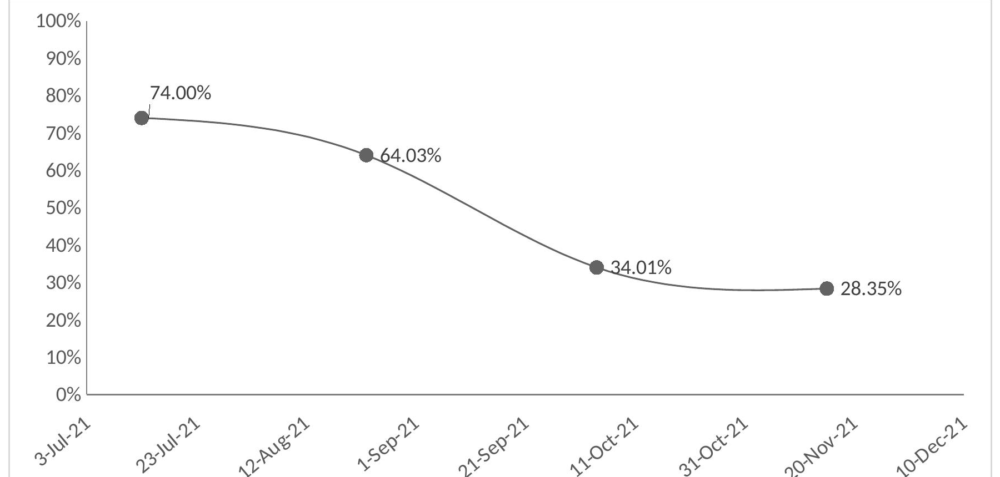 100%
90%
80%
70%
60%
50%
40%
30%
20%
10%
0%
74.00%
64.03%
34.01%
28.35%
3-Jul-21
23-Jul-21
12-Aug-21
1-Sep-21
21-Sep-21
11-Oct-21
31-Oct-21
20-Nov-21
10-Dec-21